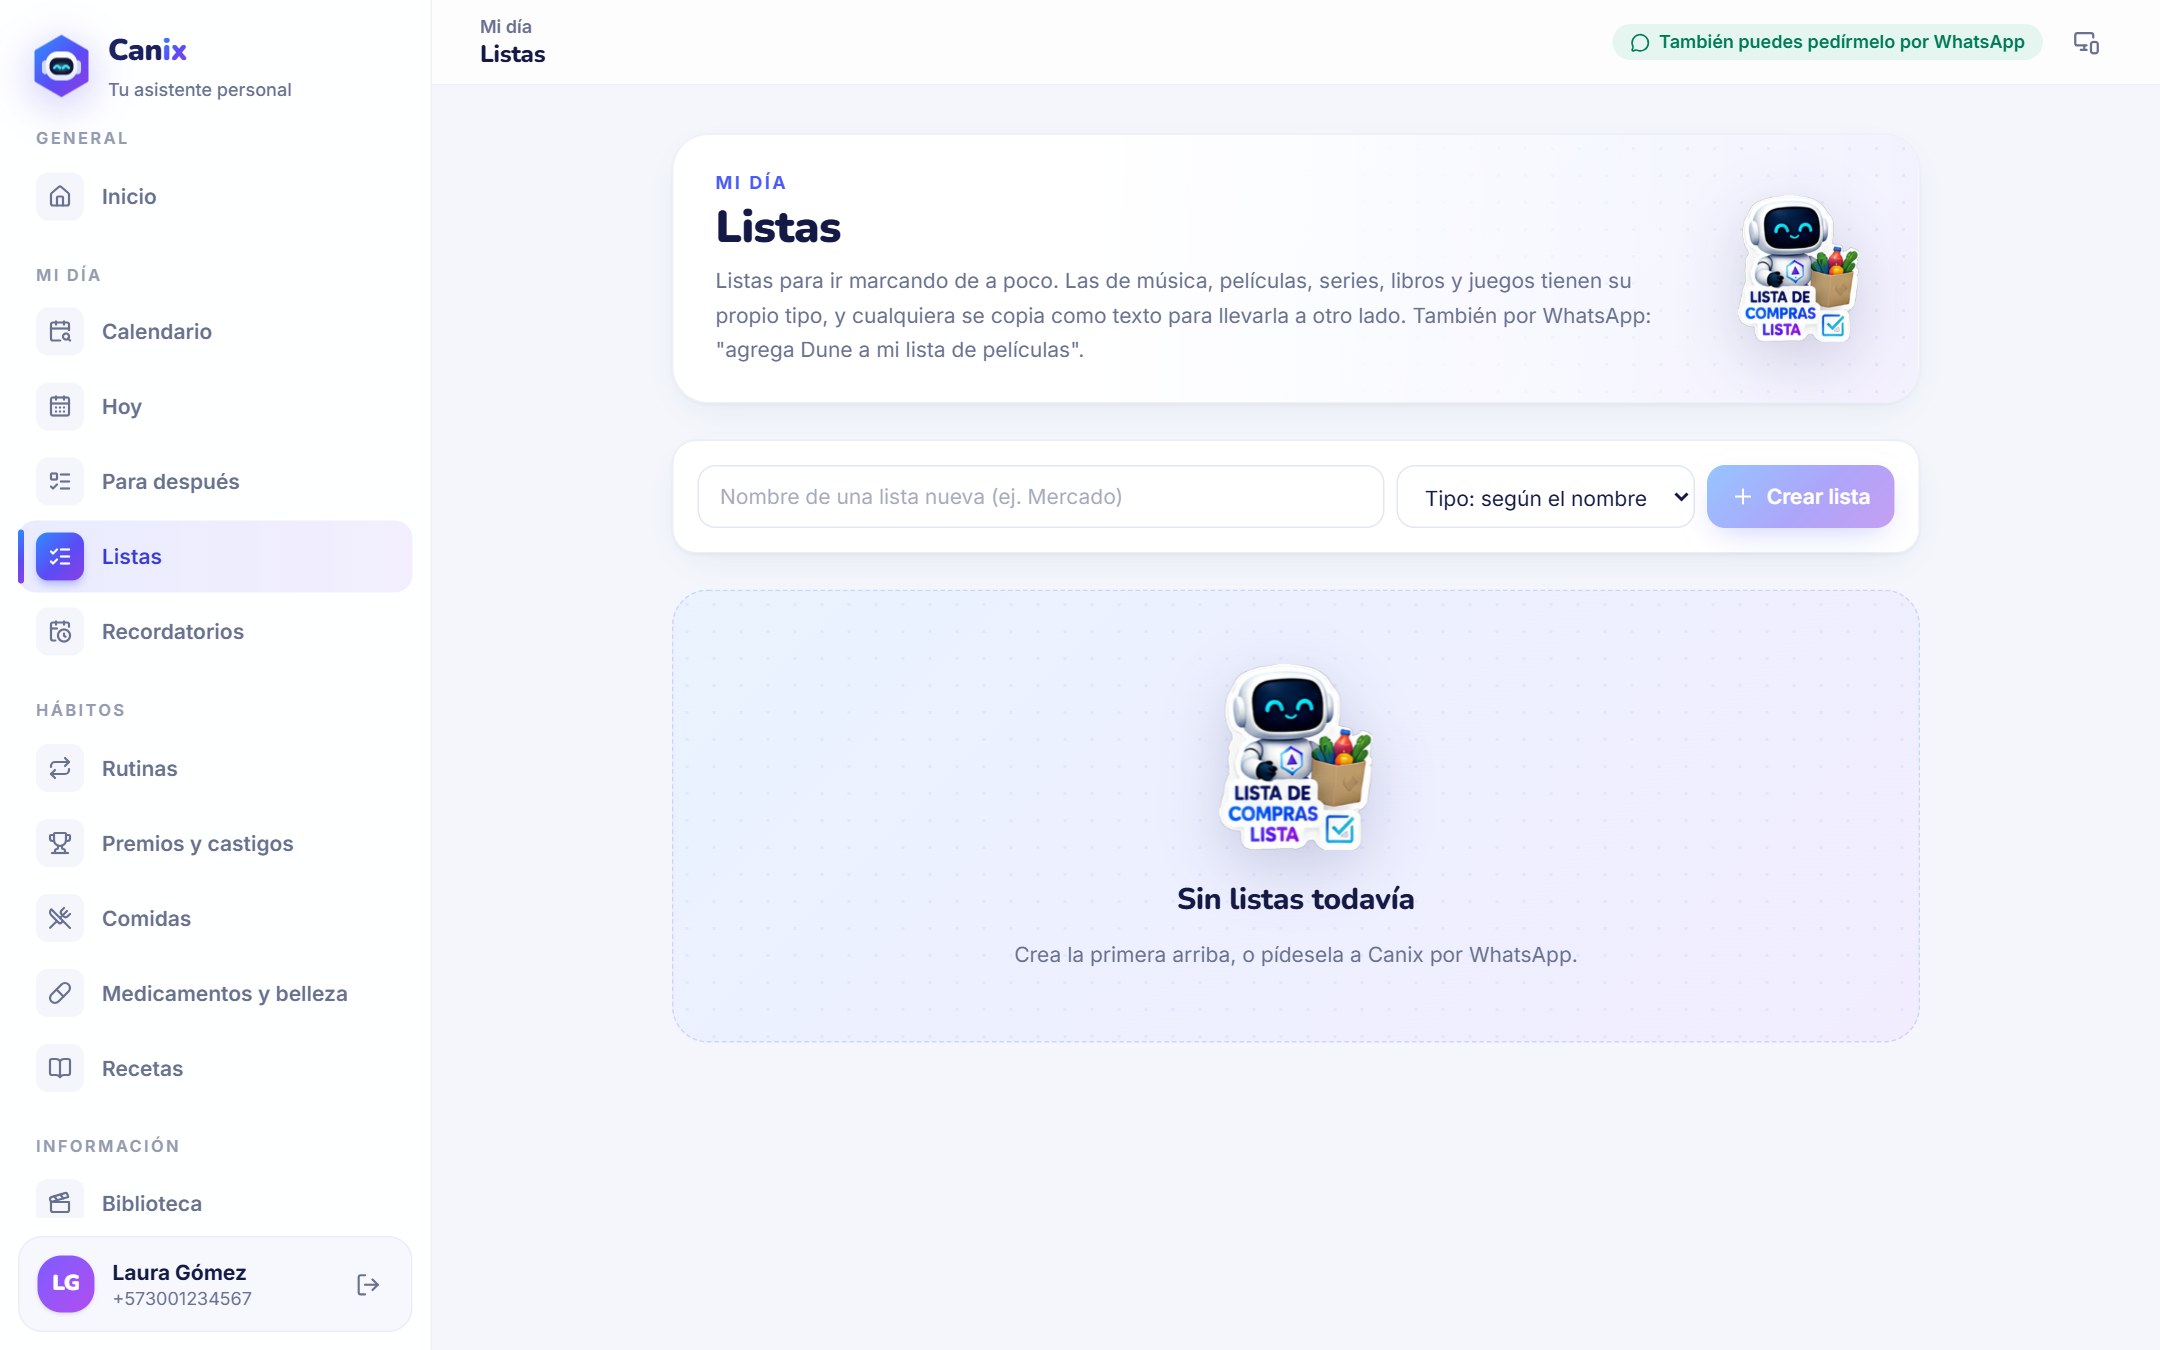 Canix
Tu asistente personal
GENERAL
Inicio
MI DÍA
Calendario
Hoy
Para después
Listas
Recordatorios
HÁBITOS
Rutinas
Premios y castigos
Comidas
Medicamentos y belleza
Recetas
INFORMACIÓN
Biblioteca
LG
Laura Gómez
+573001234567
Mi día
Listas
También puedes pedírmelo por WhatsApp
MI DÍA
Listas
Listas para ir marcando de a poco. Las de música, películas, series, libros y juegos tienen su
propio tipo, y cualquiera se copia como texto para llevarla a otro lado. También por WhatsApp:
"agrega Dune a mi lista de películas".
LISTA DE
COMPRAS
LISTA
Nombre de una lista nueva (ej. Mercado)
Tipo: según el nombre
Crear lista
LISTA DE
COMPRAS
LISTA
Sin listas todavía
Crea la primera arriba, o pídesela a Canix por WhatsApp.